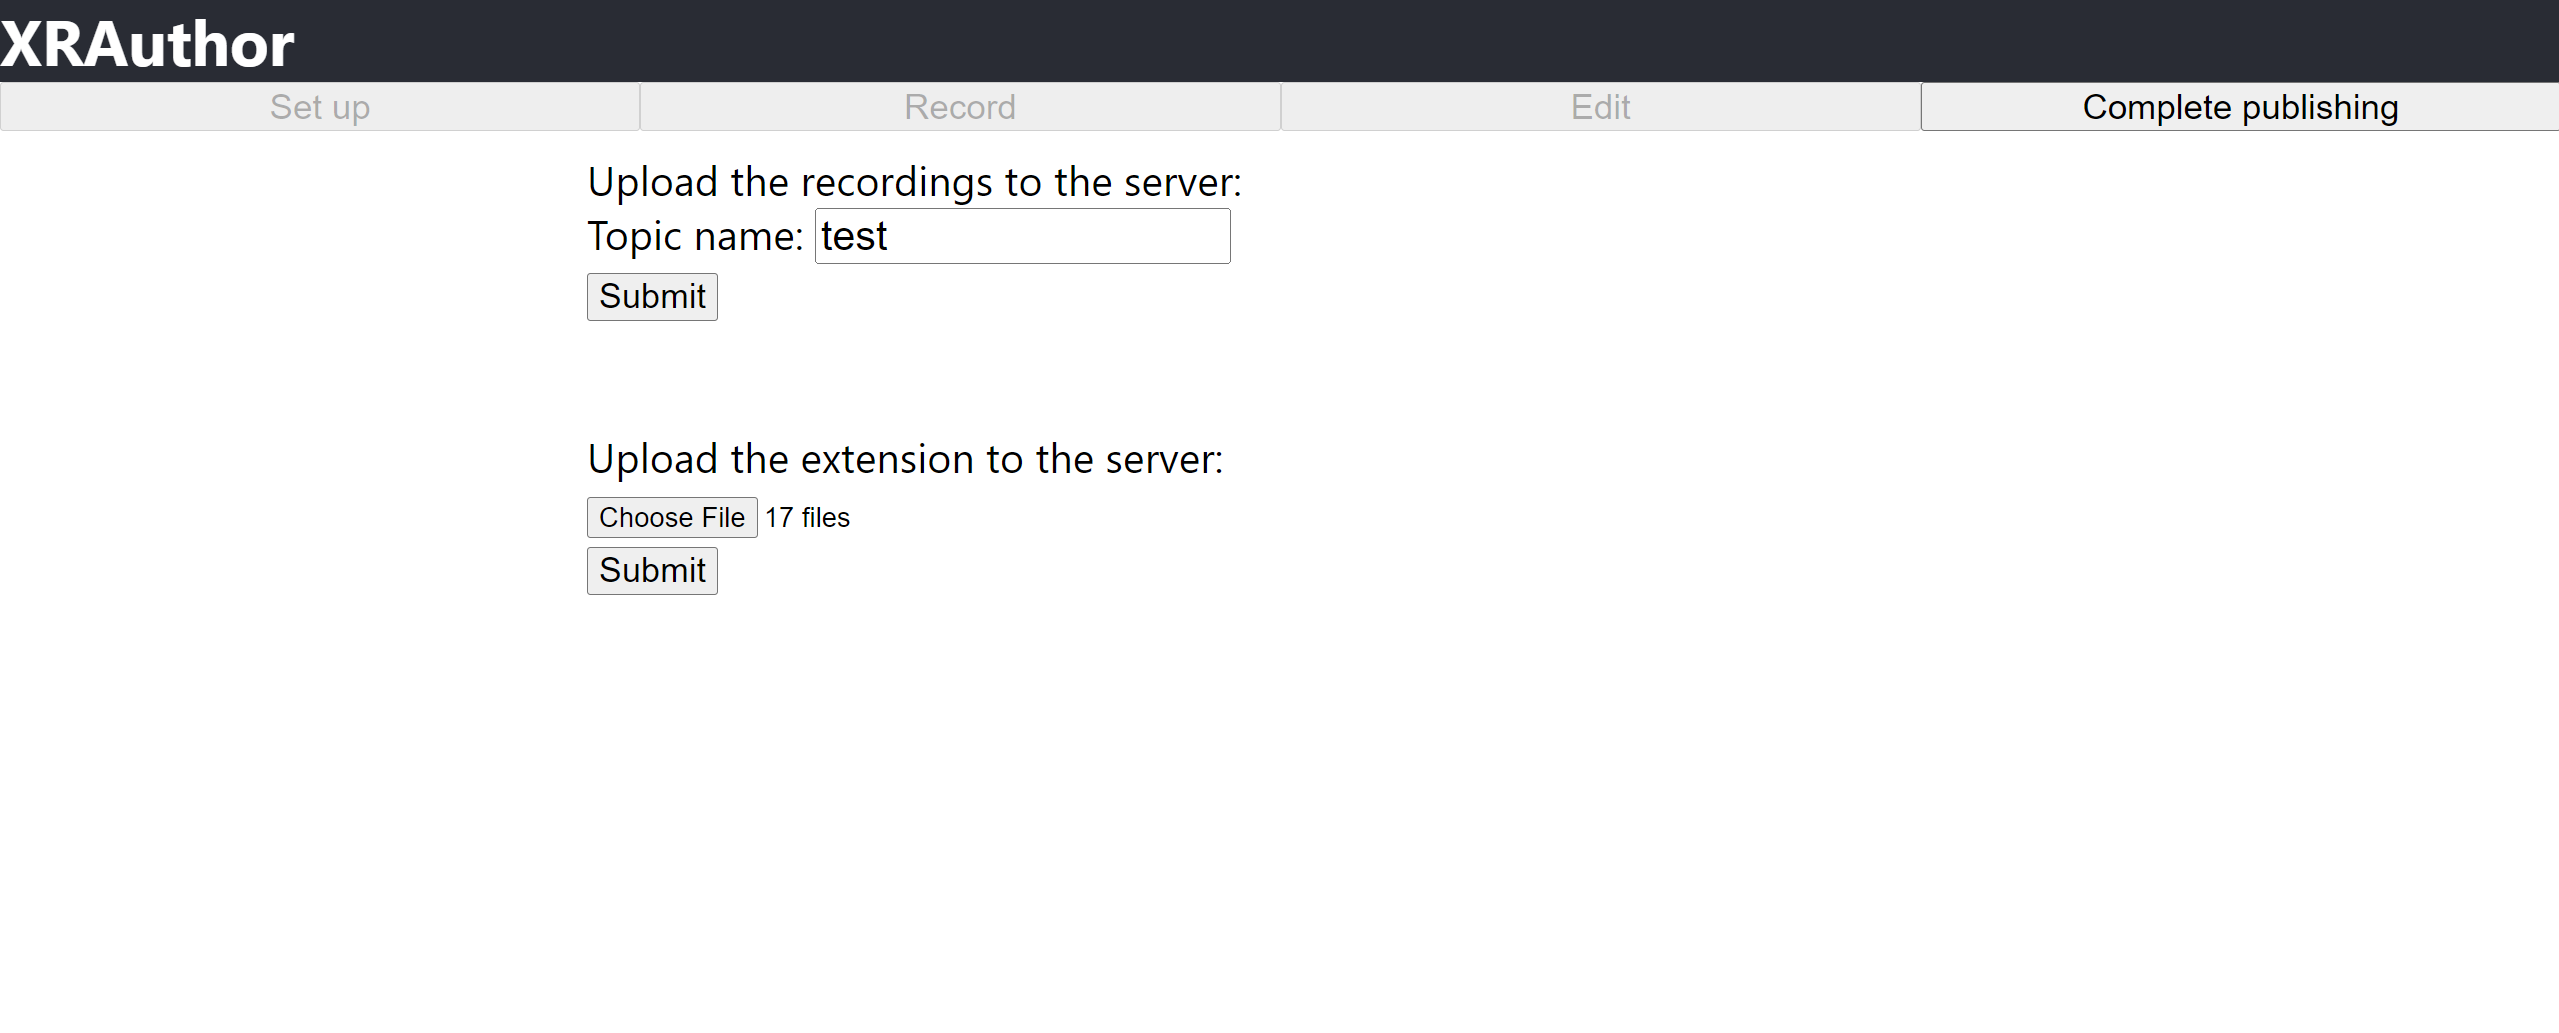 XRAuthor
Set up Record Edit Complete publishing
Upload the recordings to the server:
Topic name: test
Submit
Upload the extension to the server:
Choose File 17 files
Submit